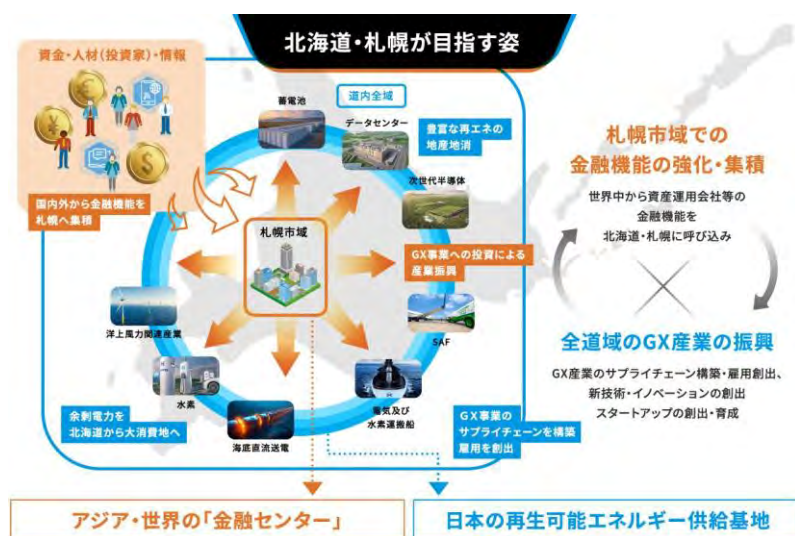 北海道・札幌が目指す姿
資金・人材(投資家)・情報
国内外から金融機能を
札幌へ集積
道内全域
蓄電池
データセンター
豊富な再エネの
地産地消
次世代半導体
札幌市域
GX事業への投資による
産業振興
洋上風力関連産業
SAF
水素
電気及び
水素運搬船
海底直流送電
余剰電力を
北海道から大消費地へ
GX事業の
サプライチェーンを構築
雇用を創出
札幌市域での
金融機能の強化・集積
世界中から資産運用会社等の
金融機能を
北海道・札幌に呼び込み
全道域のGX産業の振興
GX産業のサプライチェーン構築・雇用創出、
新技術・イノベーションの創出
スタートアップの創出・育成
アジア・世界の「金融センター」
日本の再生可能エネルギー供給基地